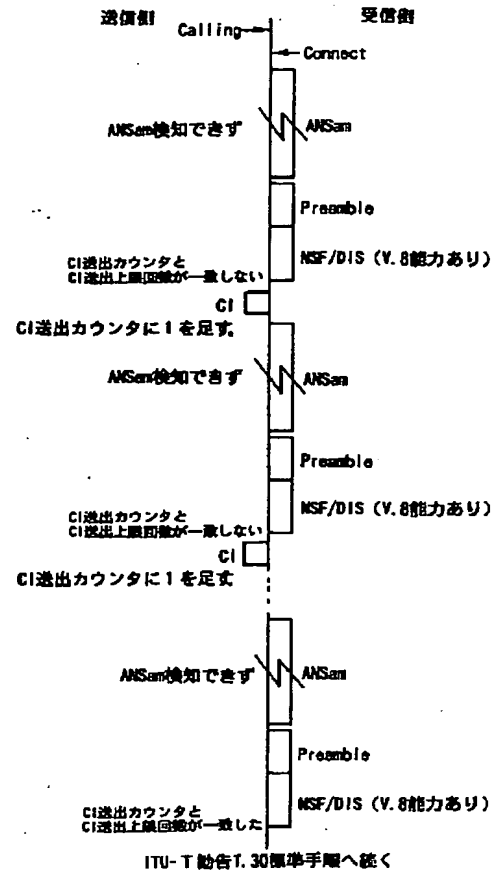 送信側
受信側
Calling
Connect
ANSam検知できず
ANSam
Preamble
NSF/DIS (V.8能力あり)
CI送出カウンタと
CI送出上限回数が一致しない
CI
CI送出カウンタに1を足す。
ANSam検知できず
ANSam
Preamble
NSF/DIS (V.8能力あり)
CI送出カウンタと
CI送出上限回数が一致しない
CI
CI送出カウンタに1を足す
ANSam検知できず
ANSam
Preamble
NSF/DIS (V.8能力あり)
CI送出カウンタと
CI送出上限回数が一致した
ITU-T勧告T.30標準手順へ続く